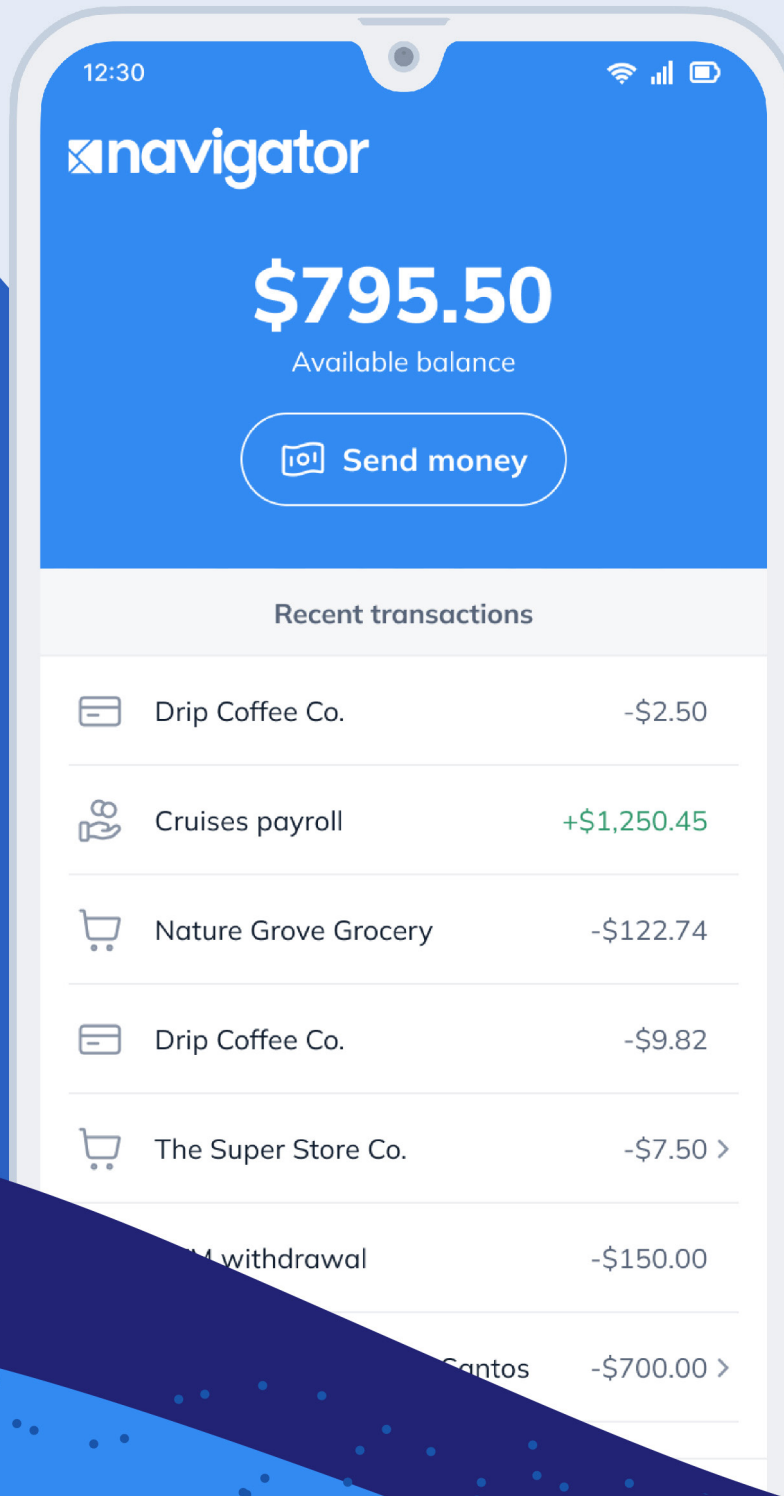 12:30
navigator
$795.50
Available balance
Send money
Recent transactions
Drip Coffee Co. -$2.50
Cruises payroll +$1,250.45
Nature Grove Grocery -$122.74
Drip Coffee Co. -$9.82
The Super Store Co. -$7.50
withdrawal -$150.00
Santos -$700.00